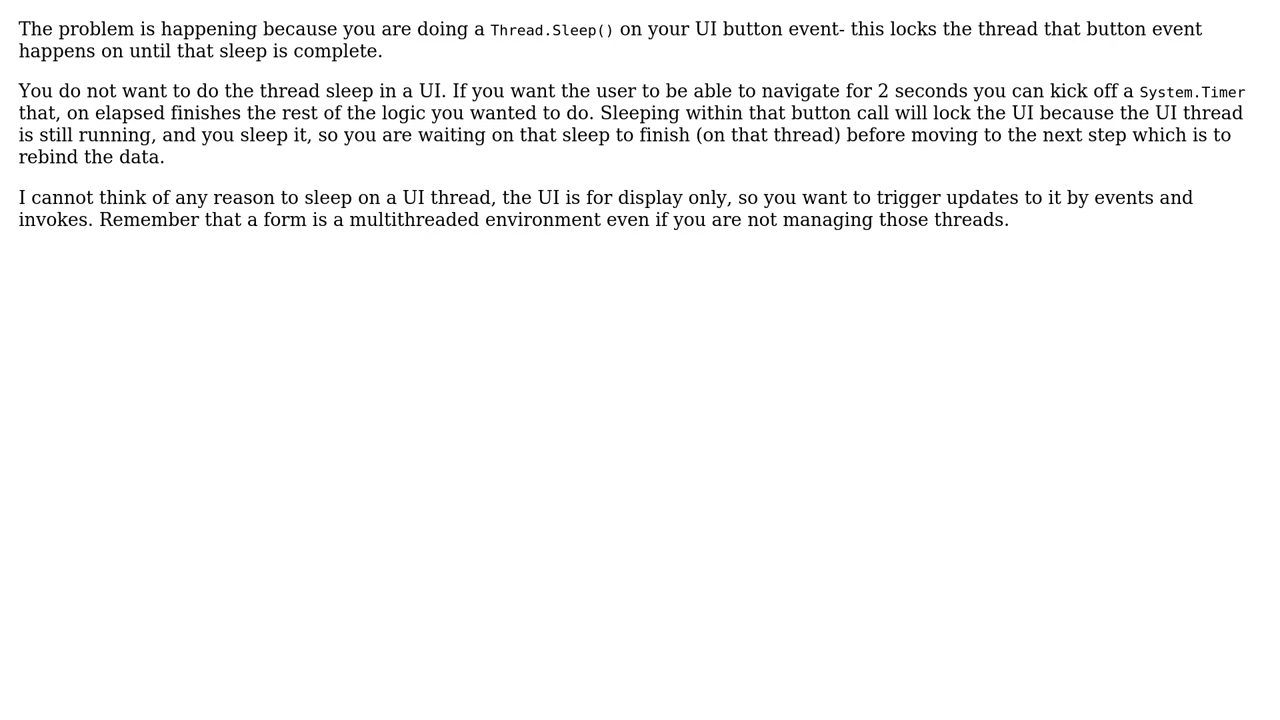 The problem is happening because you are doing a Thread.Sleep() on your UI button event- this locks the thread that button event
happens on until that sleep is complete.
You do not want to do the thread sleep in a UI. If you want the user to be able to navigate for 2 seconds you can kick off a System.Timer
that, on elapsed finishes the rest of the logic you wanted to do. Sleeping within that button call will lock the UI because the UI thread
is still running, and you sleep it, so you are waiting on that sleep to finish (on that thread) before moving to the next step which is to
rebind the data.
I cannot think of any reason to sleep on a UI thread, the UI is for display only, so you want to trigger updates to it by events and
invokes. Remember that a form is a multithreaded environment even if you are not managing those threads.